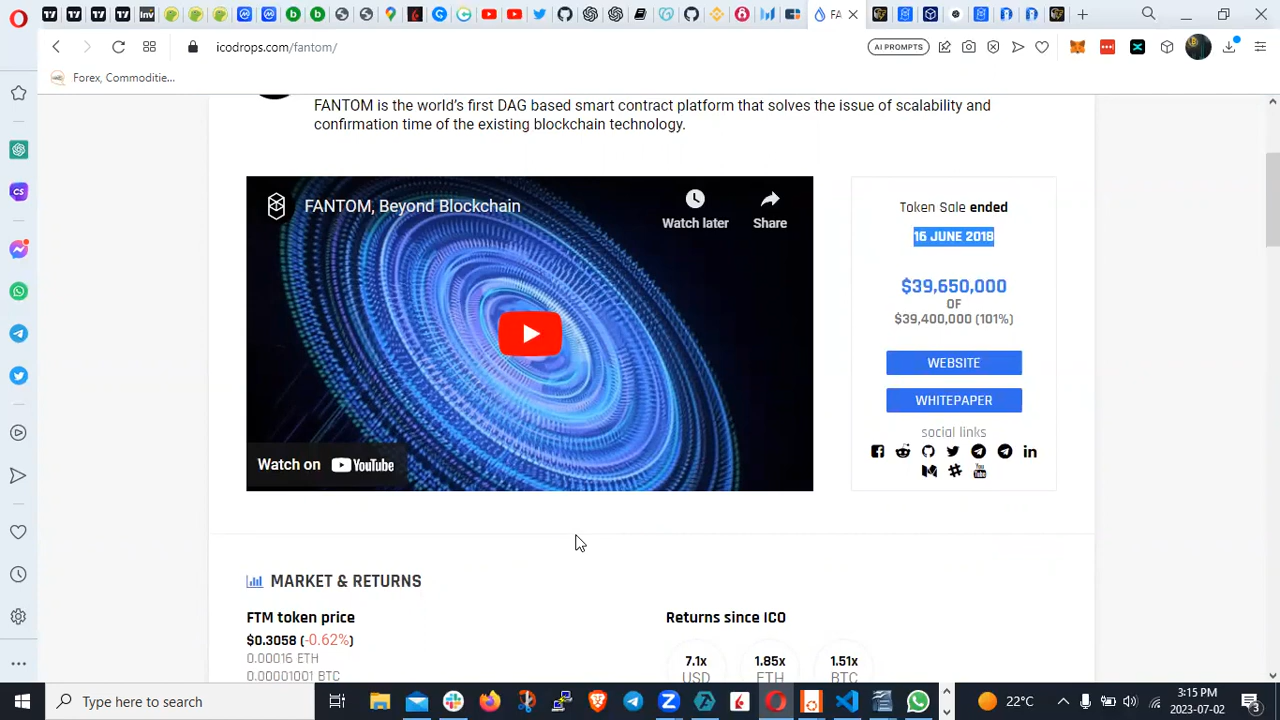 FA
icodrops.com/fantom/
AI PROMPTS
Forex, Commoditie...
FANTOM is the world's first DAG based smart contract platform that solves the issue of scalability and
confirmation time of the existing blockchain technology.
FANTOM, Beyond Blockchain
Watch later
Share
Watch on YouTube
Token Sale ended
16 JUNE 2018
$39,650,000
OF
$39,400,000 (101%)
WEBSITE
WHITEPAPER
social links
MARKET & RETURNS
FTM token price
$0.3058 (-0.62%)
0.00016 ETH
0.00001001 BTC
Returns since ICO
7.1x
USD
1.85x
ETH
1.51x
BTC
Type here to search
22°C
3:15 PM
2023-07-02
3